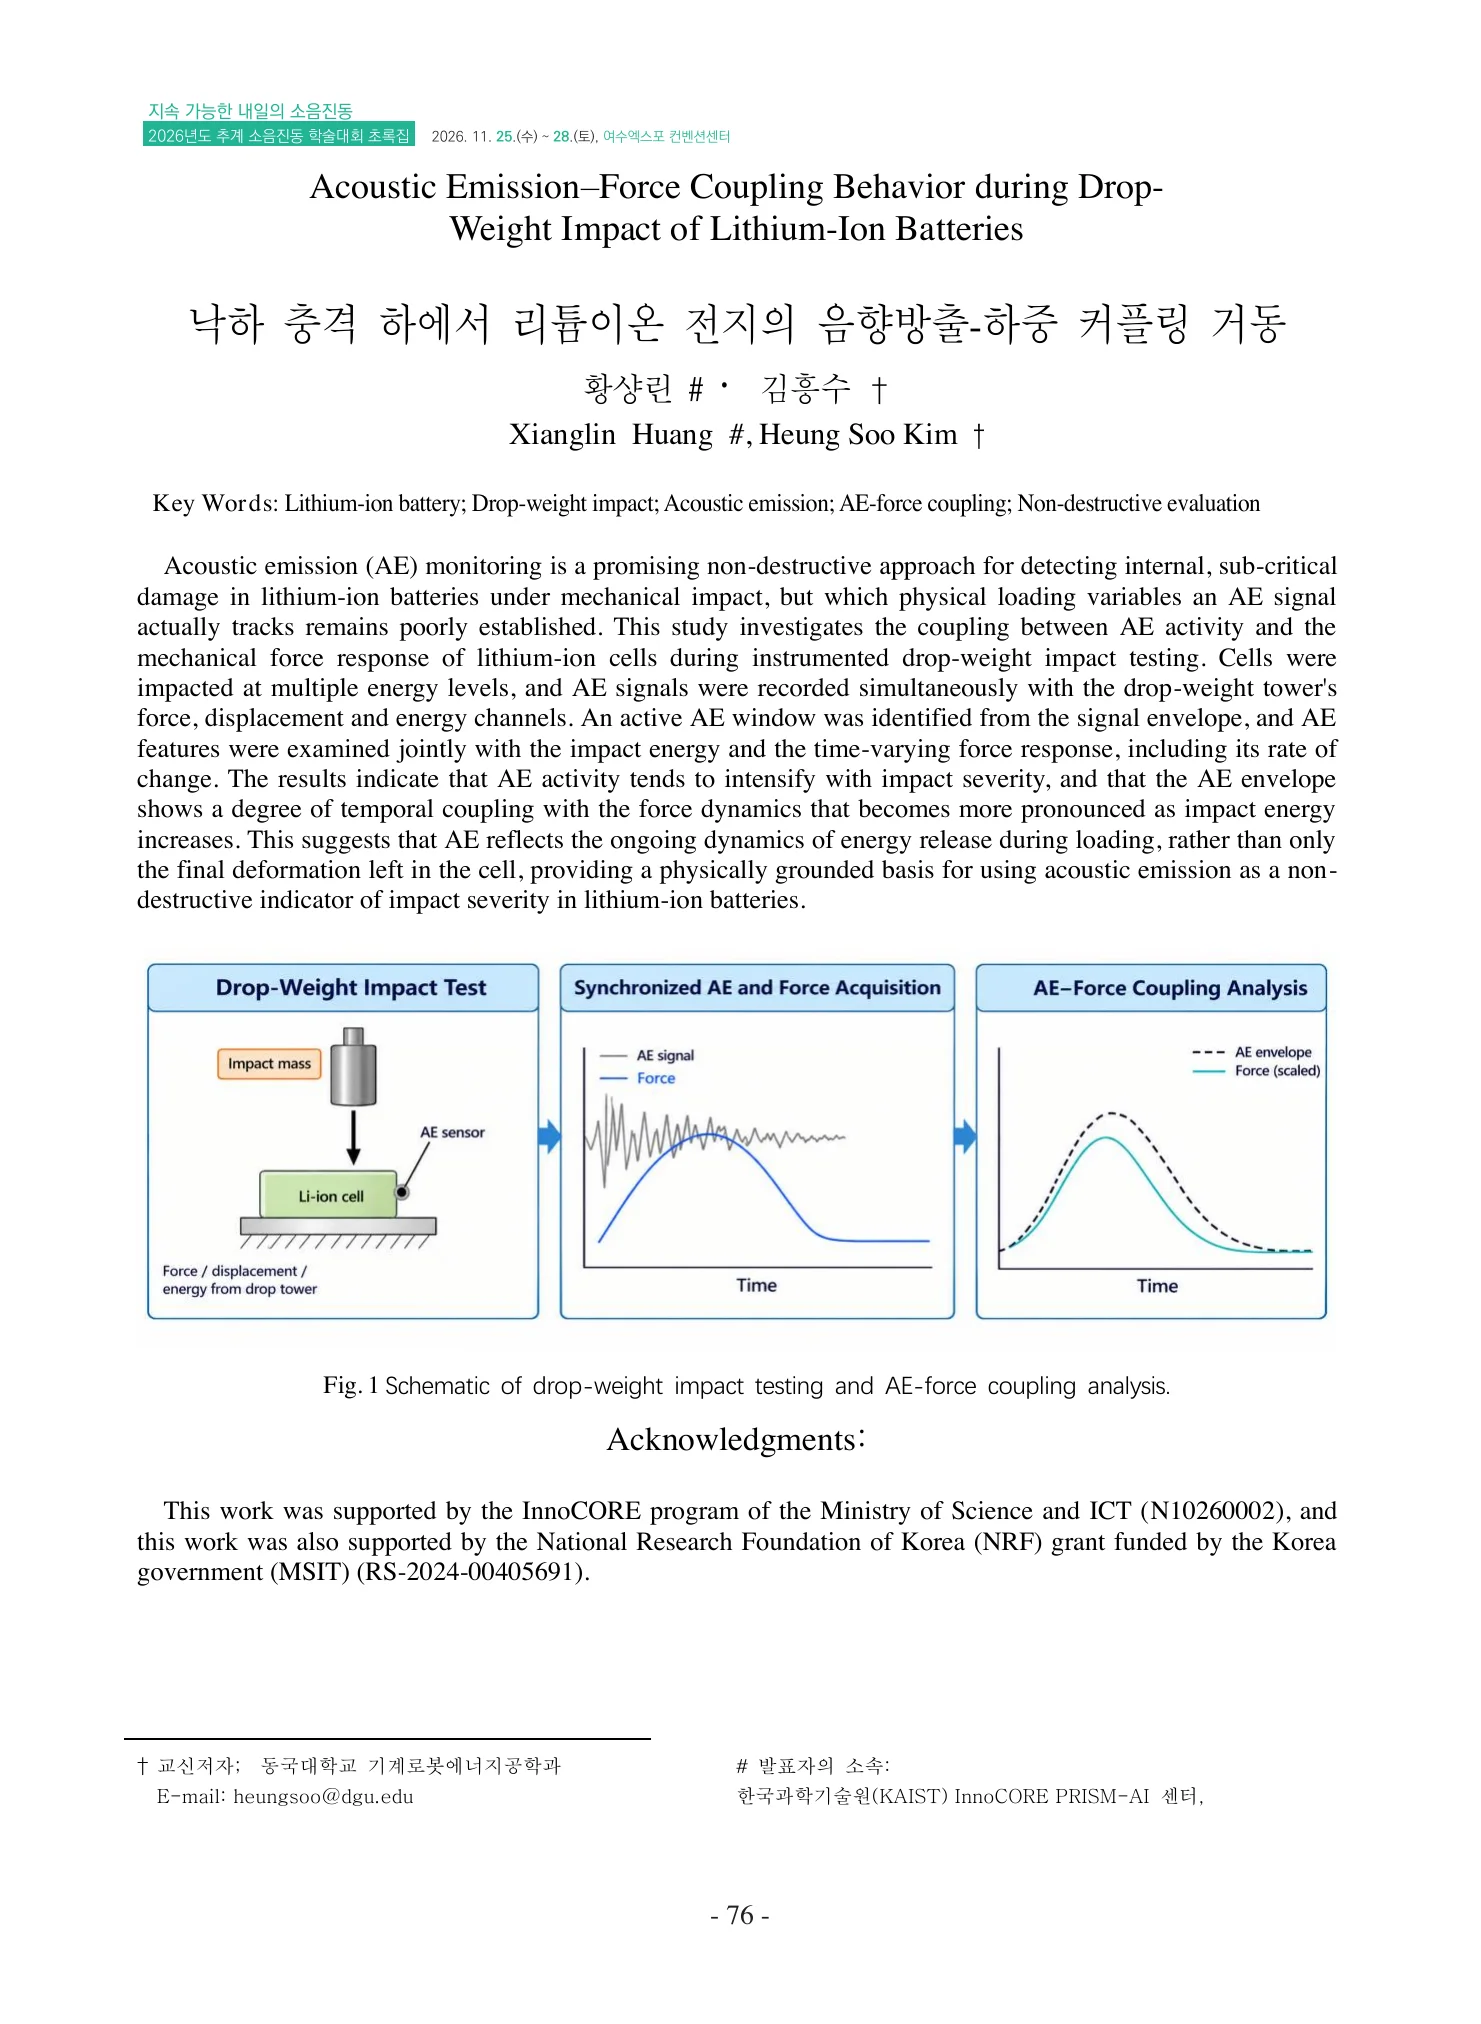 지속 가능한 내일의 소음진동
2026년도 추계 소음진동 학술대회 초록집 2026. 11. 25.(수) ~ 28.(토), 여수엑스포 컨벤션센터
Acoustic Emission–Force Coupling Behavior during Drop-
Weight Impact of Lithium-Ion Batteries
낙하 충격 하에서 리튬이온 전지의 음향방출-하중 커플링 거동
황샹린 # · 김흥수 †
Xianglin Huang #, Heung Soo Kim †
Key Words: Lithium-ion battery; Drop-weight impact; Acoustic emission; AE-force coupling; Non-destructive evaluation
Acoustic emission (AE) monitoring is a promising non-destructive approach for detecting internal, sub-critical
damage in lithium-ion batteries under mechanical impact, but which physical loading variables an AE signal
actually tracks remains poorly established. This study investigates the coupling between AE activity and the
mechanical force response of lithium-ion cells during instrumented drop-weight impact testing. Cells were
impacted at multiple energy levels, and AE signals were recorded simultaneously with the drop-weight tower's
force, displacement and energy channels. An active AE window was identified from the signal envelope, and AE
features were examined jointly with the impact energy and the time-varying force response, including its rate of
change. The results indicate that AE activity tends to intensify with impact severity, and that the AE envelope
shows a degree of temporal coupling with the force dynamics that becomes more pronounced as impact energy
increases. This suggests that AE reflects the ongoing dynamics of energy release during loading, rather than only
the final deformation left in the cell, providing a physically grounded basis for using acoustic emission as a non-
destructive indicator of impact severity in lithium-ion batteries.
Drop-Weight Impact Test
Impact mass
AE sensor
Li-ion cell
Force / displacement /
energy from drop tower
Synchronized AE and Force Acquisition
AE signal
Force
Time
AE–Force Coupling Analysis
AE envelope
Force (scaled)
Time
Fig. 1 Schematic of drop-weight impact testing and AE-force coupling analysis.
Acknowledgments:
This work was supported by the InnoCORE program of the Ministry of Science and ICT (N10260002), and
this work was also supported by the National Research Foundation of Korea (NRF) grant funded by the Korea
government (MSIT) (RS-2024-00405691).
† 교신저자; 동국대학교 기계로봇에너지공학과
E-mail: heungsoo@dgu.edu
# 발표자의 소속:
한국과학기술원(KAIST) InnoCORE PRISM-AI 센터,
- 76 -